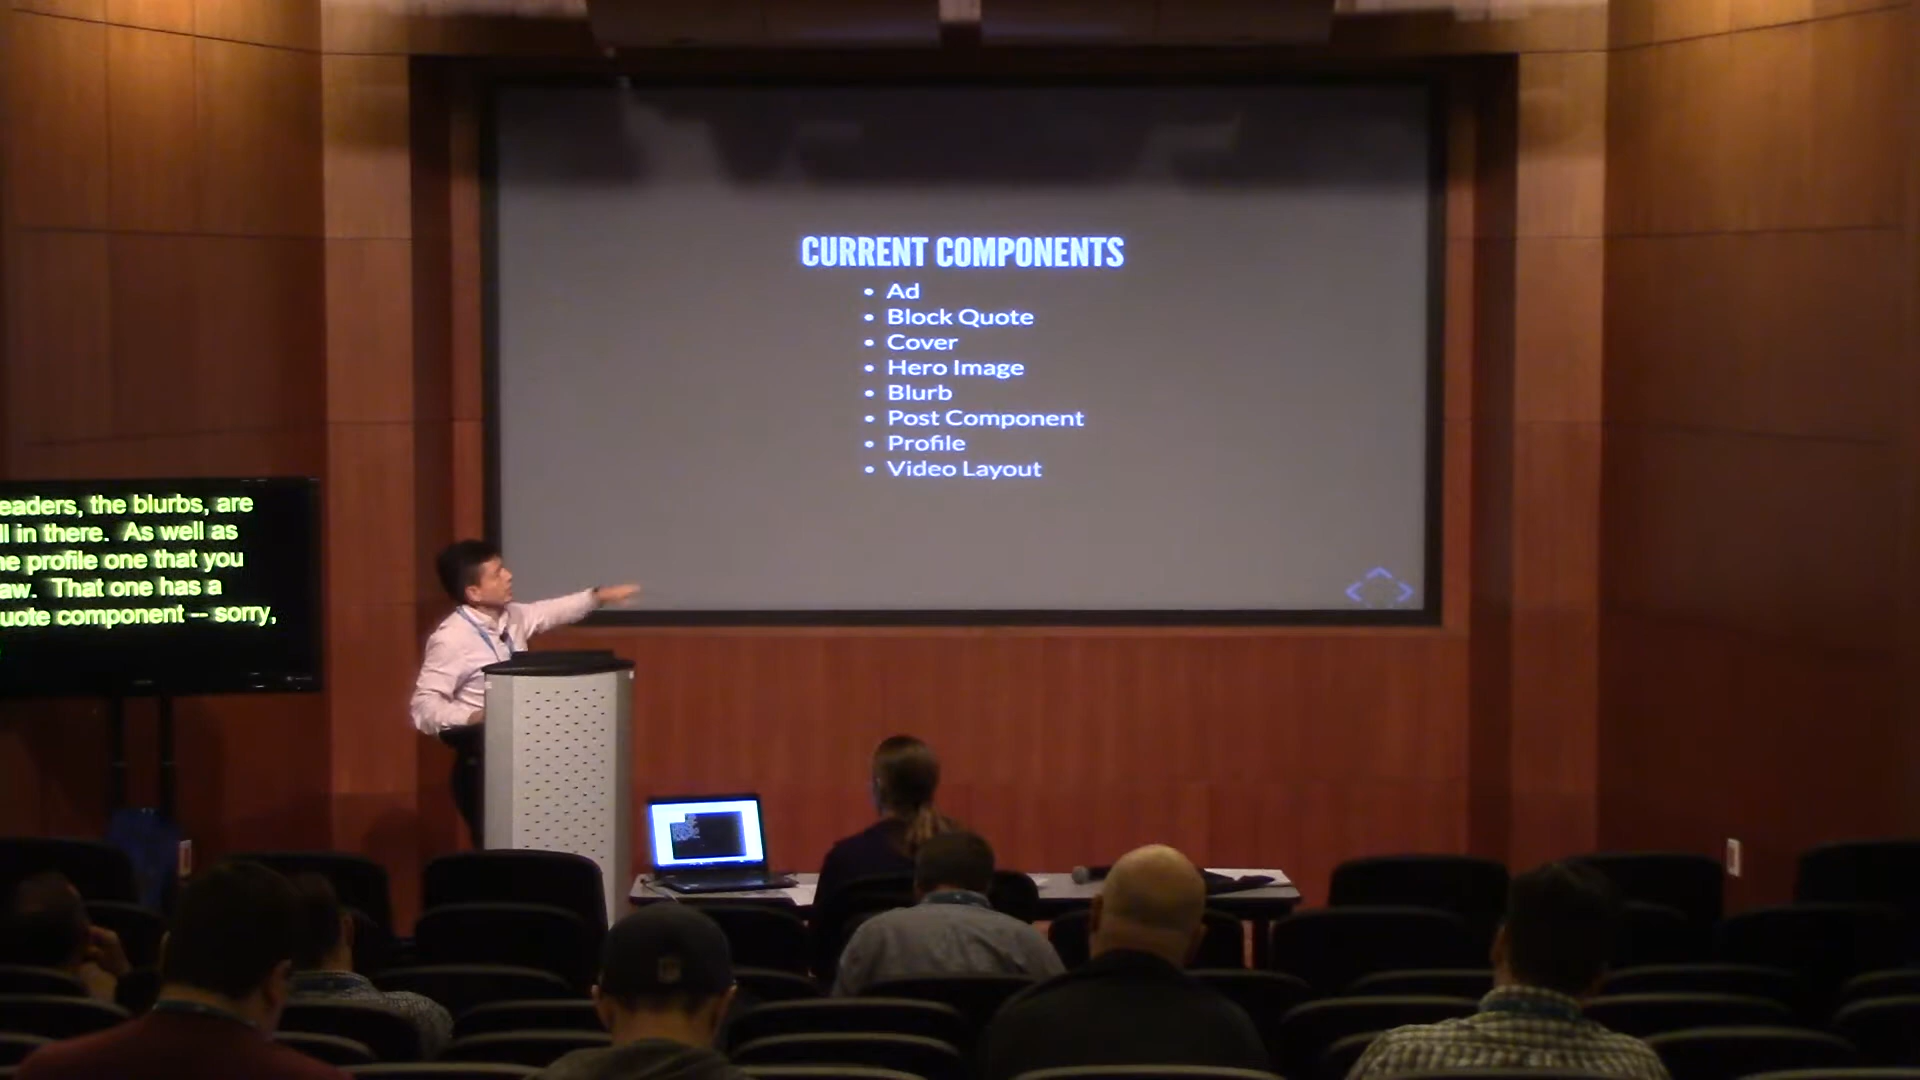 CURRENT COMPONENTS
Ad
Block Quote
Cover
Hero Image
Blurb
Post Component
Profile
Video Layout
eaders, the blurbs, are
ll in there. As well as
he profile one that you
aw. That one has a
uote component -- sorry,